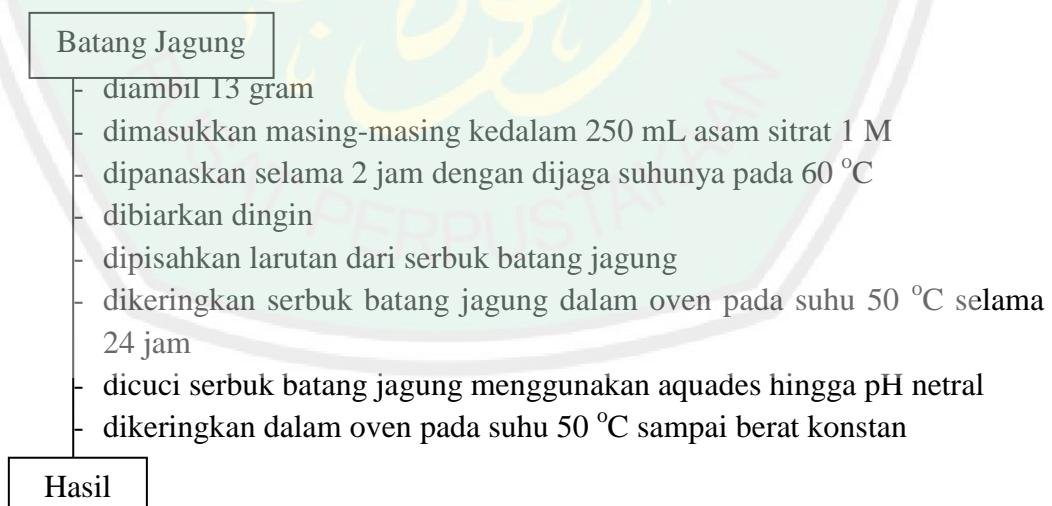 Batang Jagung
- diambil 13 gram
- dimasukkan masing-masing kedalam 250 mL asam sitrat 1 M
- dipanaskan selama 2 jam dengan dijaga suhunya pada 60 °C
- dibiarkan dingin
- dipisahkan larutan dari serbuk batang jagung
- dikeringkan serbuk batang jagung dalam oven pada suhu 50 °C selama
24 jam
- dicuci serbuk batang jagung menggunakan aquades hingga pH netral
- dikeringkan dalam oven pada suhu 50 °C sampai berat konstan
Hasil